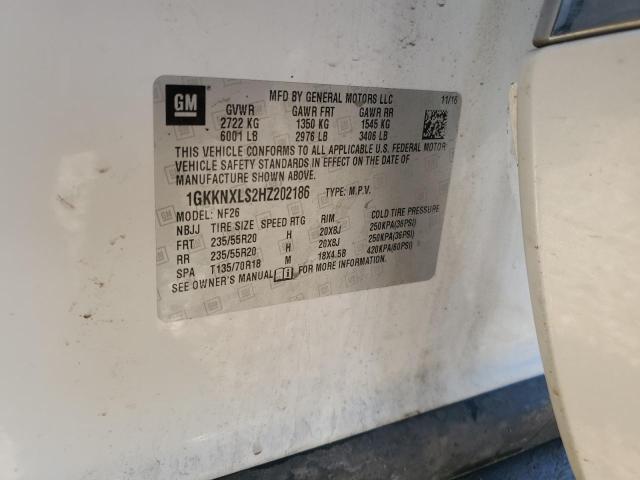 GM
MFD BY GENERAL MOTORS LLC 11/16
GVWR GAWR FRT GAWR RR
2722 KG 1350 KG 1545 KG
6001 LB 2976 LB 3406 LB
THIS VEHICLE CONFORMS TO ALL APPLICABLE U.S. FEDERAL MOTOR
VEHICLE SAFETY STANDARDS IN EFFECT ON THE DATE OF
MANUFACTURE SHOWN ABOVE.
1GKKNXLS2HZ202186 TYPE: M.P.V.
MODEL: NF26
NBJJ TIRE SIZE SPEED RTG RIM COLD TIRE PRESSURE
FRT 235/55R20 H 20X8J 250KPA(36PSI)
RR 235/55R20 H 20X8J 250KPA(36PSI)
SPA T135/70R18 M 18X4.5B 420KPA(60PSI)
SEE OWNER'S MANUAL FOR ADDITIONAL INFORMATION.